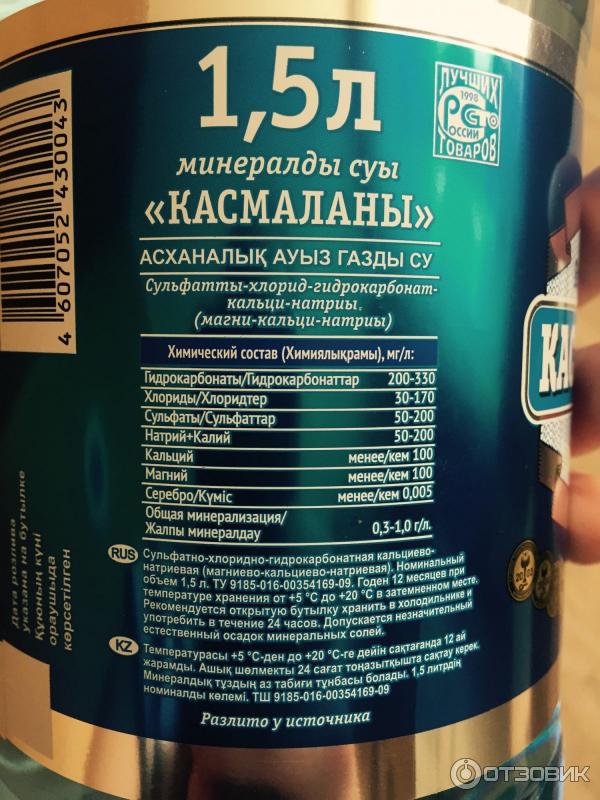 1,5л
ЛУЧШИХ
1998
РОССИИ
ТОВАРОВ
минералды суы
«КАСМАЛАНЫ»
АСХАНАЛЫҚ АУЫЗ ГАЗДЫ СУ
Сульфатты-хлорид-гидрокарбонат-
кальци-натриы.
(магни-кальци-натриы)
Химический состав (Химиялықрамы), мг/л:
Гидрокарбонаты/Гидрокарбонаттар 200-330
Хлориды/Хлоридтер 30-170
Сульфаты/Сульфаттар 50-200
Натрий+Калий 50-200
Кальций менее/кем 100
Магний менее/кем 100
Серебро/Күміс менее/кем 0,005
Общая минерализация/
Жалпы минералдау 0,3-1,0 г/л.
RUS Сульфатно-хлоридно-гидрокарбонатная кальциево-
натриевая (магниево-кальциево-натриевая). Номинальный
объем 1,5 л. ТУ 9185-016-00354169-09. Годен 12 месяцев при
температуре хранения от +5 °С до +20 °С в затемненном месте.
Рекомендуется открытую бутылку хранить в холодильнике и
употребить в течение 24 часов. Допускается незначительный
естественный осадок минеральных солей.
KZ Температурасы +5 °С-ден до +20 °С-ге дейін сақтағанда 12 ай
жарамды. Ашық шөлмекті 24 сағат тоңазытқышта сақтау керек.
Минералдық тұздың аз табиғи тұнбасы болады. 1,5 литрдің
номиналды көлемі. ТШ 9185-016-00354169-09
Разлито у источника
4 607052 430043
Дата розлива
указана на бутылке
Құюның күні
ораушыда
көрсетілген
КАС
ОТЗОВИК